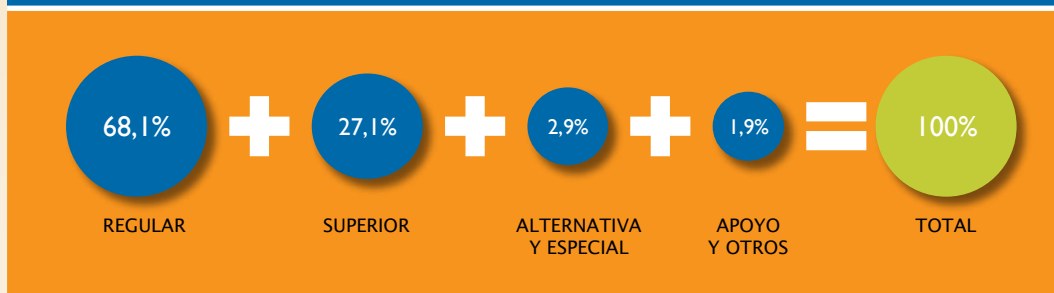 68,1%
27,1%
2,9%
1,9%
100%
REGULAR
SUPERIOR
ALTERNATIVA
Y ESPECIAL
APOYO
Y OTROS
TOTAL